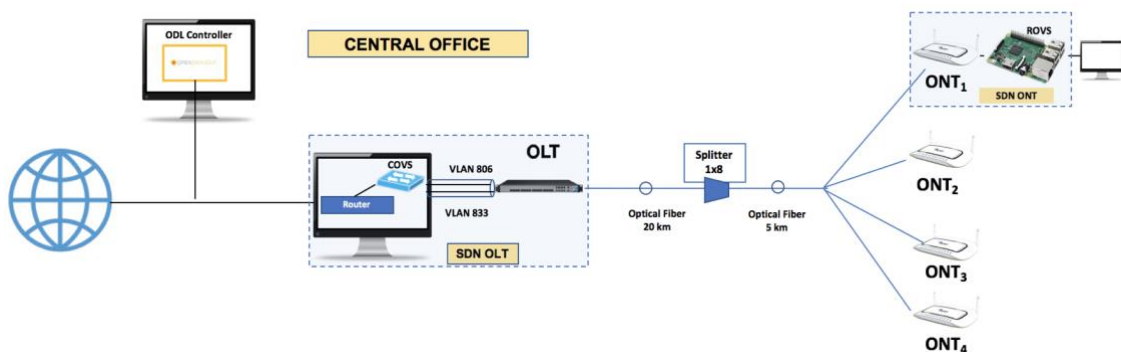 ODL Controller
CENTRAL OFFICE
COVS
Router
VLAN 806
VLAN 833
OLT
SDN OLT
Optical Fiber
20 km
Splitter
1x8
Optical Fiber
5 km
ROVS
ONT1
SDN ONT
ONT2
ONT3
ONT4